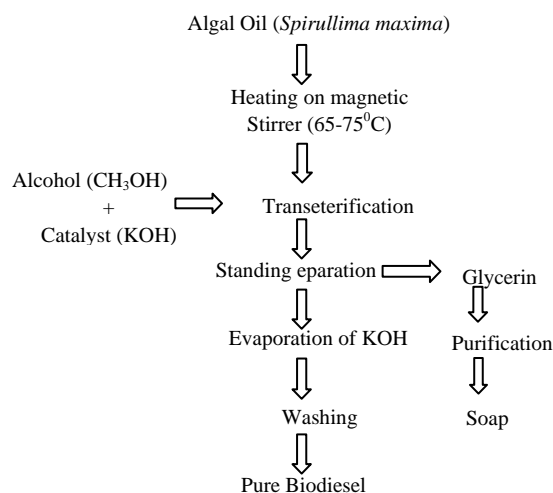 Algal Oil (Spirullima maxima)
Heating on magnetic
Stirrer (65-75⁰C)
Alcohol (CH₃OH)
+
Catalyst (KOH)
Transeterification
Standing eparation
Glycerin
Evaporation of KOH
Purification
Washing
Soap
Pure Biodiesel